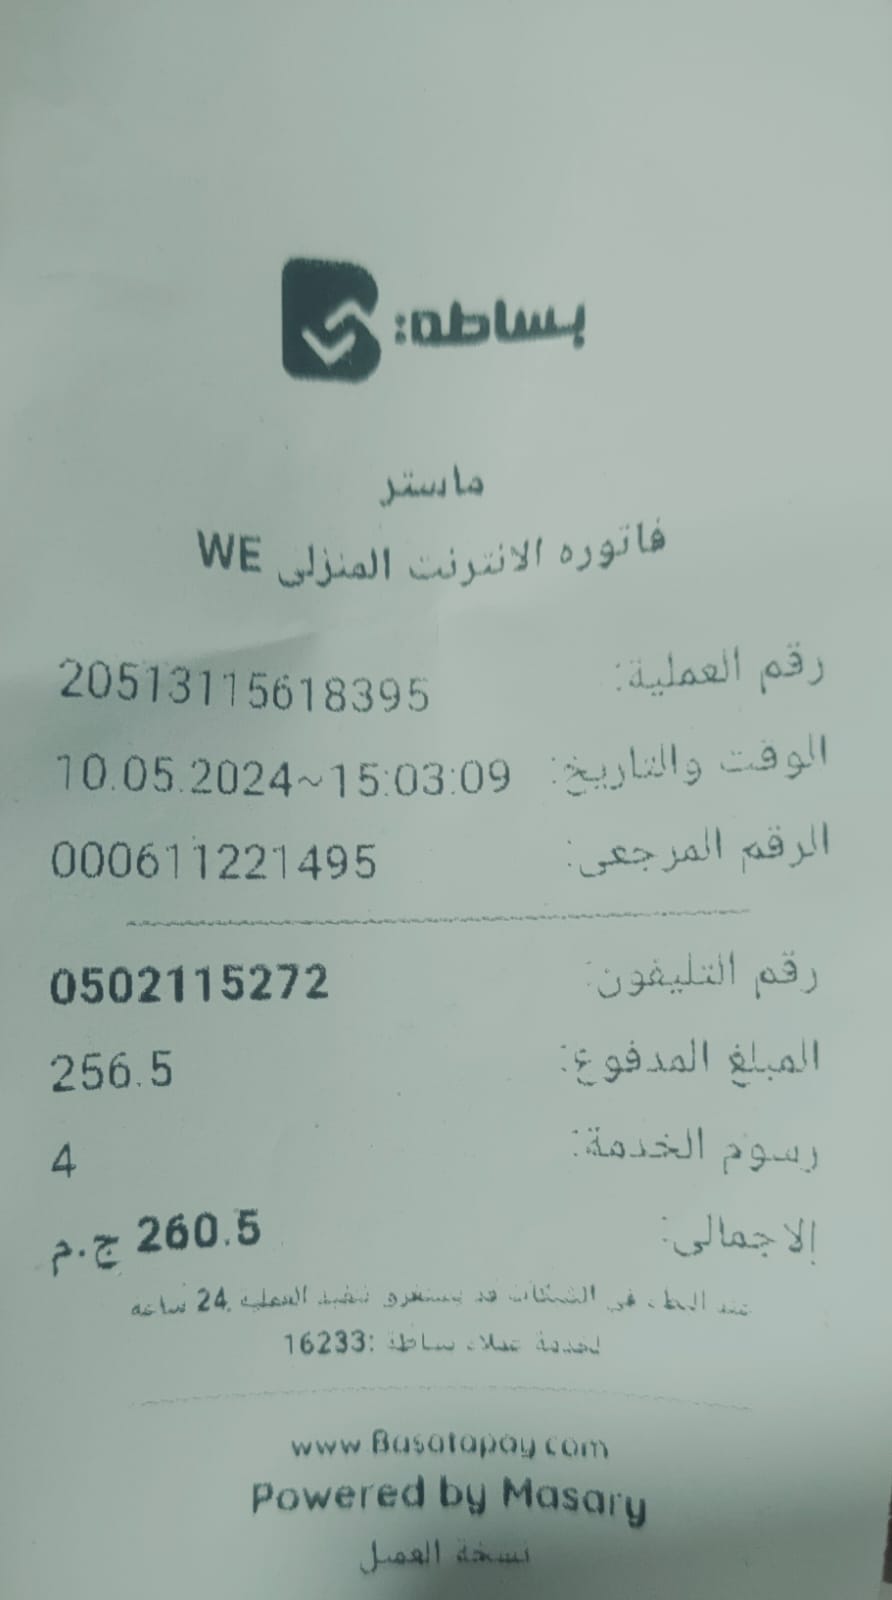 بساطة:
ماستر
فاتوره الانترنت المنزلى WE
رقم العملية: 20513115618395
الوقت والتاريخ: 10.05.2024~15:03:09
الرقم المرجعى: 000611221495
رقم التليفون: 0502115272
المبلغ المدفوع: 256.5
رسوم الخدمة: 4
الاجمالى: 260.5 ج.م
عند البطء فى الشبكات قد يستغرق تنفيذ العملية 24 ساعه
لخدمة عملاء بساطة :16233
www.Basatapay.com
Powered by Masary
نسخة العميل